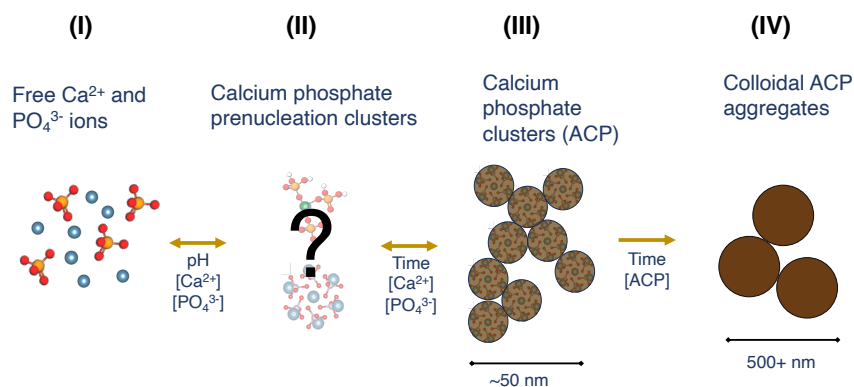 (I)
(II)
(III)
(IV)
Free Ca²⁺ and
PO₄³⁻ ions
Calcium phosphate
prenucleation clusters
Calcium
phosphate
clusters (ACP)
Colloidal ACP
aggregates
?
pH
[Ca²⁺]
[PO₄³⁻]
Time
[Ca²⁺]
[PO₄³⁻]
Time
[ACP]
~50 nm
500+ nm